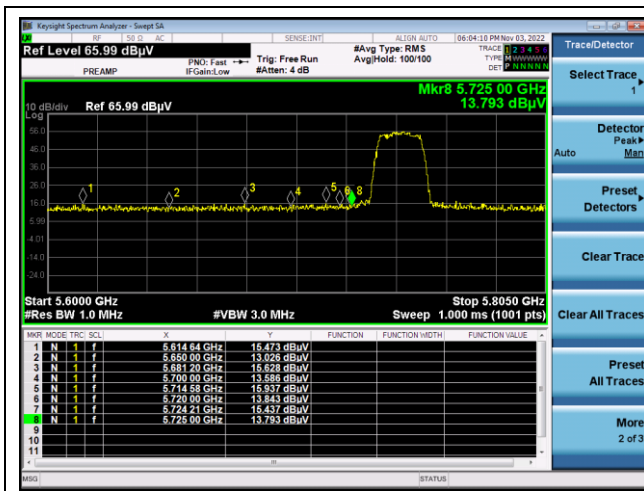 Keysight Spectrum Analyzer - Swept SA
RF 50 Ω AC SENSE:INT ALIGN AUTO 06:04:10 PM Nov 03, 2022
Ref Level 65.99 dBµV
PREAMP
PNO: Fast
IFGain:Low
Trig: Free Run
#Atten: 4 dB
#Avg Type: RMS
Avg|Hold: 100/100
TRACE 1 2 3 4 5 6
TYPE M WWWWW
DET P N N N N N
Mkr8 5.725 00 GHz
13.793 dBµV
10 dB/div Ref 65.99 dBµV
Log
56.0
46.0
36.0
26.0
16.0
5.99
-4.01
-14.0
-24.0
1 2 3 4 5 6 8
Start 5.6000 GHz Stop 5.8050 GHz
#Res BW 1.0 MHz #VBW 3.0 MHz Sweep 1.000 ms (1001 pts)
MKR MODE TRC SCL X Y FUNCTION FUNCTION WIDTH FUNCTION VALUE
1 N 1 f 5.614 64 GHz 15.473 dBµV
2 N 1 f 5.650 00 GHz 13.026 dBµV
3 N 1 f 5.681 20 GHz 15.628 dBµV
4 N 1 f 5.700 00 GHz 13.586 dBµV
5 N 1 f 5.714 58 GHz 15.937 dBµV
6 N 1 f 5.720 00 GHz 13.843 dBµV
7 N 1 f 5.724 21 GHz 15.437 dBµV
8 N 1 f 5.725 00 GHz 13.793 dBµV
9
10
11
MSG STATUS
Trace/Detector
Select Trace
1
Detector
Peak
Auto Man
Preset
Detectors
Clear Trace
Clear All Traces
Preset
All Traces
More
2 of 3